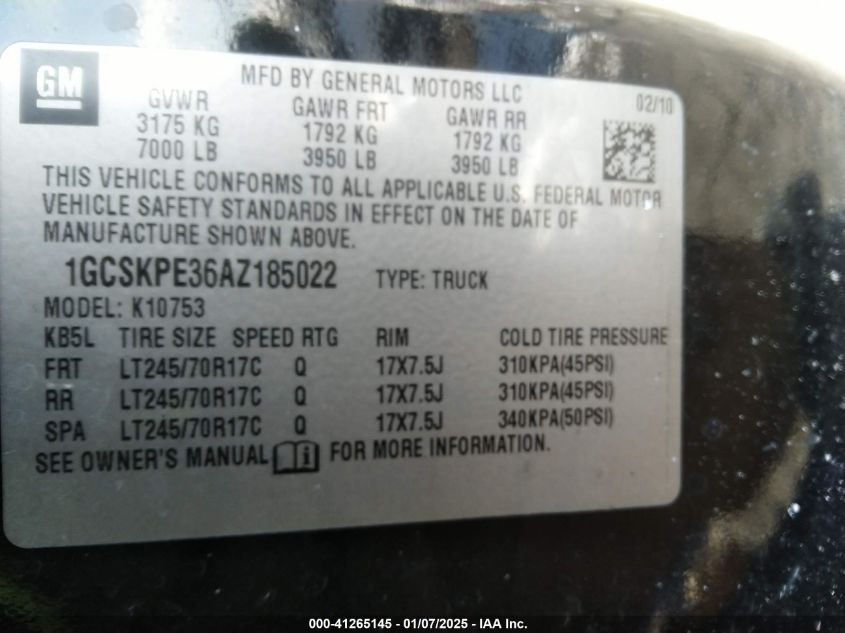 GM
MFD BY GENERAL MOTORS LLC
02/10
GVWR GAWR FRT GAWR RR
3175 KG 1792 KG 1792 KG
7000 LB 3950 LB 3950 LB
THIS VEHICLE CONFORMS TO ALL APPLICABLE U.S. FEDERAL MOTOR
VEHICLE SAFETY STANDARDS IN EFFECT ON THE DATE OF
MANUFACTURE SHOWN ABOVE.
1GCSKPE36AZ185022 TYPE: TRUCK
MODEL: K10753
KB5L TIRE SIZE SPEED RTG RIM COLD TIRE PRESSURE
FRT LT245/70R17C Q 17X7.5J 310KPA(45PSI)
RR LT245/70R17C Q 17X7.5J 310KPA(45PSI)
SPA LT245/70R17C Q 17X7.5J 340KPA(50PSI)
SEE OWNER'S MANUAL i FOR MORE INFORMATION.
000-41265145 - 01/07/2025 - IAA Inc.